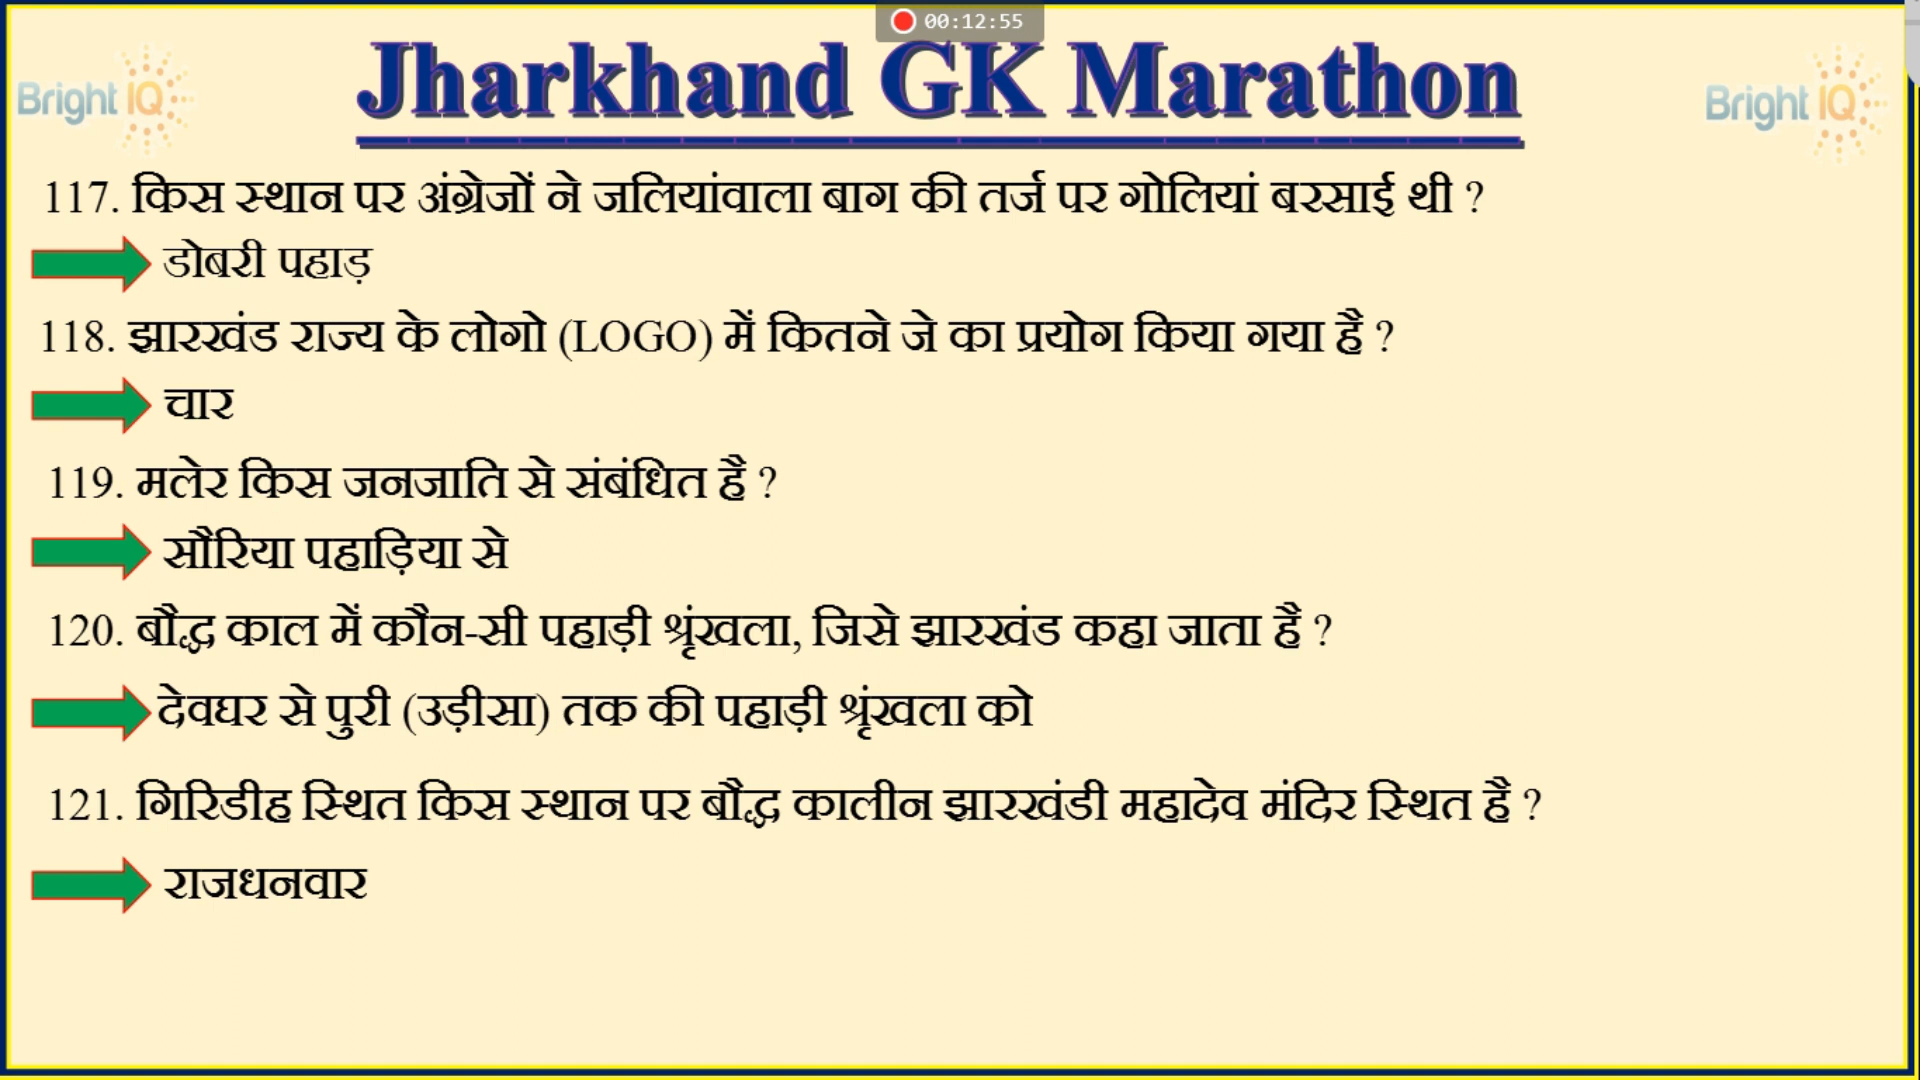 00:12:55
Jharkhand GK Marathon
Bright IQ
Bright IQ
117. किस स्थान पर अंग्रेजों ने जलियांवाला बाग की तर्ज पर गोलियां बरसाई थी ?
डोबरी पहाड़
118. झारखंड राज्य के लोगो (LOGO) में कितने जे का प्रयोग किया गया है ?
चार
119. मलेर किस जनजाति से संबंधित है ?
सौरिया पहाड़िया से
120. बौद्ध काल में कौन-सी पहाड़ी श्रृंखला, जिसे झारखंड कहा जाता है ?
देवघर से पुरी (उड़ीसा) तक की पहाड़ी श्रृंखला को
121. गिरिडीह स्थित किस स्थान पर बौद्ध कालीन झारखंडी महादेव मंदिर स्थित है ?
राजधनवार